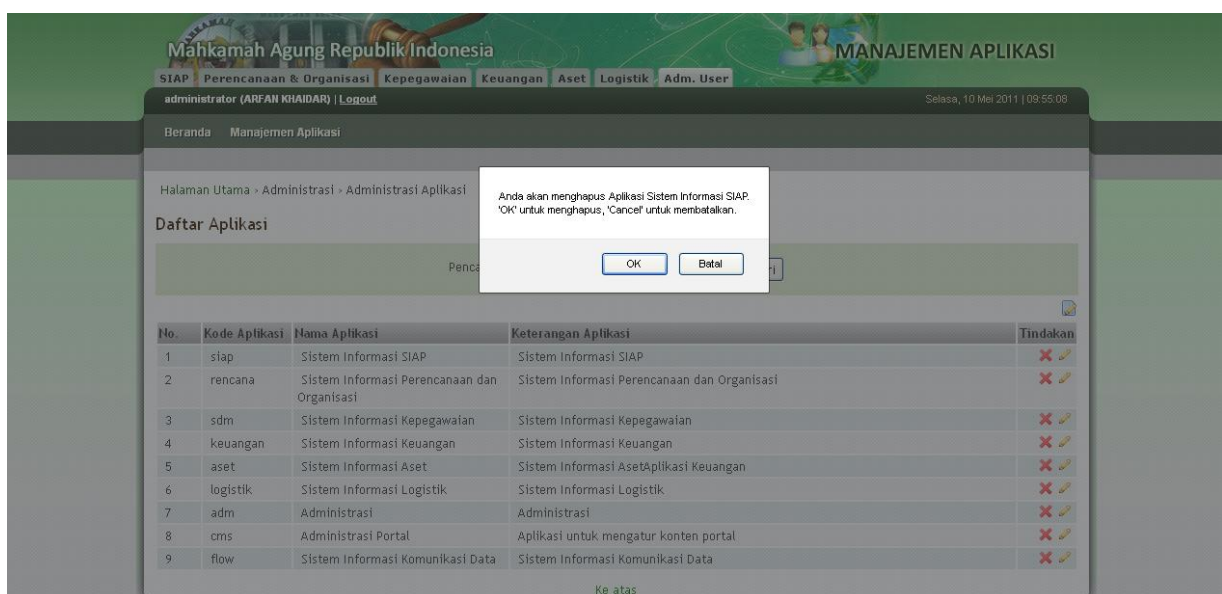 Mahkamah Agung Republik Indonesia
MANAJEMEN APLIKASI
SIAP Perencanaan & Organisasi Kepegawaian Keuangan Aset Logistik Adm. User
administrator (ARFAN KHAIDAR) | Logout Selasa, 10 Mei 2011 | 09:55:08
Beranda Manajemen Aplikasi
Halaman Utama > Administrasi > Administrasi Aplikasi
Anda akan menghapus Aplikasi Sistem Informasi SIAP.
'OK' untuk menghapus, 'Cancel' untuk membatalkan.
Daftar Aplikasi
OK Batal
No. Kode Aplikasi Nama Aplikasi Keterangan Aplikasi Tindakan
1 siap Sistem Informasi SIAP Sistem Informasi SIAP
2 rencana Sistem Informasi Perencanaan dan Sistem Informasi Perencanaan dan Organisasi
Organisasi
3 sdm Sistem Informasi Kepegawaian Sistem Informasi Kepegawaian
4 keuangan Sistem Informasi Keuangan Sistem Informasi Keuangan
5 aset Sistem Informasi Aset Sistem Informasi AsetAplikasi Keuangan
6 logistik Sistem Informasi Logistik Sistem Informasi Logistik
7 adm Administrasi Administrasi
8 cms Administrasi Portal Aplikasi untuk mengatur konten portal
9 flow Sistem Informasi Komunikasi Data Sistem Informasi Komunikasi Data
Ke atas